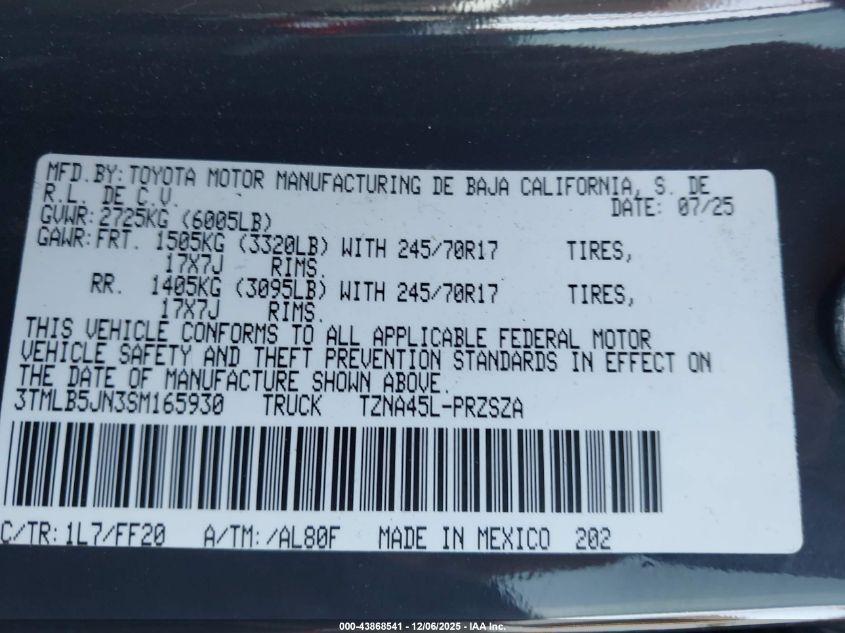 MFD.BY:TOYOTA MOTOR MANUFACTURING DE BAJA CALIFORNIA, S. DE
R.L. DE C.V. DATE: 07/25
GVWR:2725KG (6005LB)
GAWR:FRT. 1505KG (3320LB) WITH 245/70R17 TIRES,
17X7J RIMS.
RR. 1405KG (3095LB) WITH 245/70R17 TIRES,
17X7J RIMS.
THIS VEHICLE CONFORMS TO ALL APPLICABLE FEDERAL MOTOR
VEHICLE SAFETY AND THEFT PREVENTION STANDARDS IN EFFECT ON
THE DATE OF MANUFACTURE SHOWN ABOVE.
3TMLB5JN3SM165930 TRUCK TZNA45L-PRZSZA
C/TR:1L7/FF20 A/TM:/AL80F MADE IN MEXICO 202
000-43868541 - 12/06/2025 - IAA Inc.